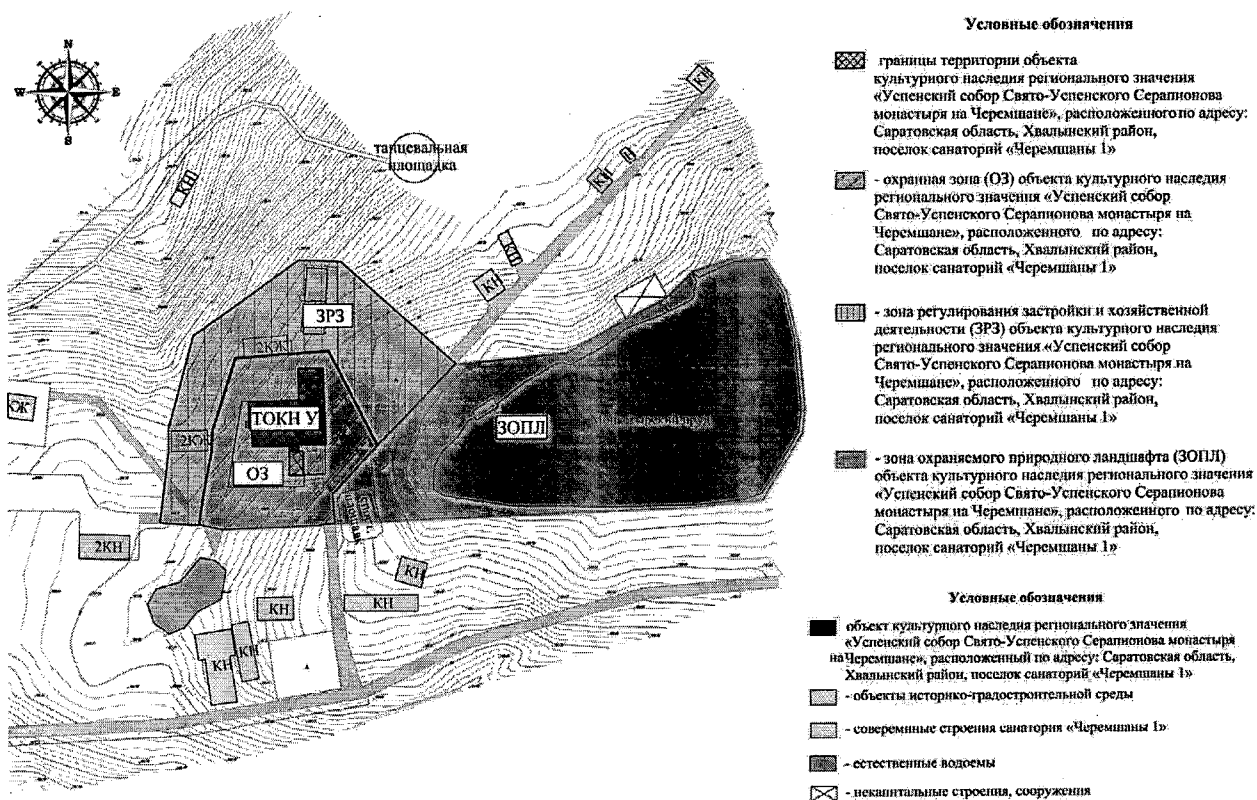 Условные обозначения
границы территории объекта
культурного наследия регионального значения
«Успенский собор Свято-Успенского Серапионова
монастыря на Черемшане», расположенного по адресу:
Саратовская область, Хвалынский район,
поселок санаторий «Черемшаны 1»
- охранная зона (ОЗ) объекта культурного наследия
регионального значения «Успенский собор
Свято-Успенского Серапионова монастыря на
Черемшане», расположенного по адресу:
Саратовская область, Хвалынский район,
поселок санаторий «Черемшаны 1»
- зона регулирования застройки и хозяйственной
деятельности (ЗРЗ) объекта культурного наследия
регионального значения «Успенский собор
Свято-Успенского Серапионова монастыря на
Черемшане», расположенного по адресу:
Саратовская область, Хвалынский район,
поселок санаторий «Черемшаны 1»
- зона охраняемого природного ландшафта (ЗОПЛ)
объекта культурного наследия регионального значения
«Успенский собор Свято-Успенского Серапионова
монастыря на Черемшане», расположенного по адресу:
Саратовская область, Хвалынский район,
поселок санаторий «Черемшаны 1»
Условные обозначения
объект культурного наследия регионального значения
«Успенский собор Свято-Успенского Серапионова монастыря
на Черемшане», расположенный по адресу: Саратовская область,
Хвалынский район, поселок санаторий «Черемшаны 1»
- объекты историко-градостроительной среды
- современные строения санатория «Черемшаны 1»
- естественные водоемы
- некапитальные строения, сооружения
N
W
E
S
танцевальная
площадка
КН
КН
Н
КН
КН
КН
КН
ЗРЗ
2КЖ
КЖ
ТОКН У
2КЖ
ОЗ
ЗОПЛ
2КН
КН
КН
КН
КН
КН